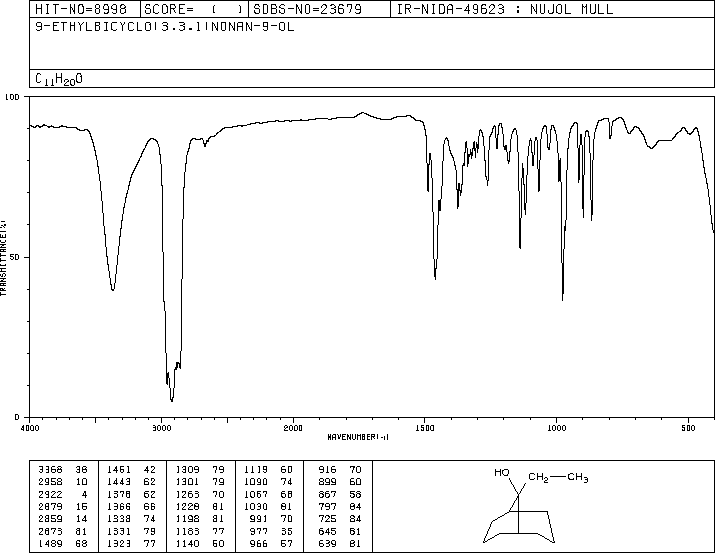 HIT-NO=8998 SCORE= ( ) SDBS-NO=23679 IR-NIDA-49623 : NUJOL MULL
9-ETHYLBICYCLO(3.3.1)NONAN-9-OL
C11H20O
100
50
0
TRANSMITTANCE(%)
4000 3000 2000 1500 1000 500
WAVENUMBER(-1)
3368 38 1461 42 1309 79 1119 60 916 70
2958 10 1443 62 1301 79 1090 74 899 60
2922 4 1378 62 1263 70 1067 68 867 58
2879 15 1366 66 1228 81 1030 81 797 84
2859 14 1338 74 1198 81 991 70 725 84
2673 81 1331 79 1183 77 977 35 645 81
1489 68 1323 77 1140 50 966 57 639 81
HO
CH2—CH3